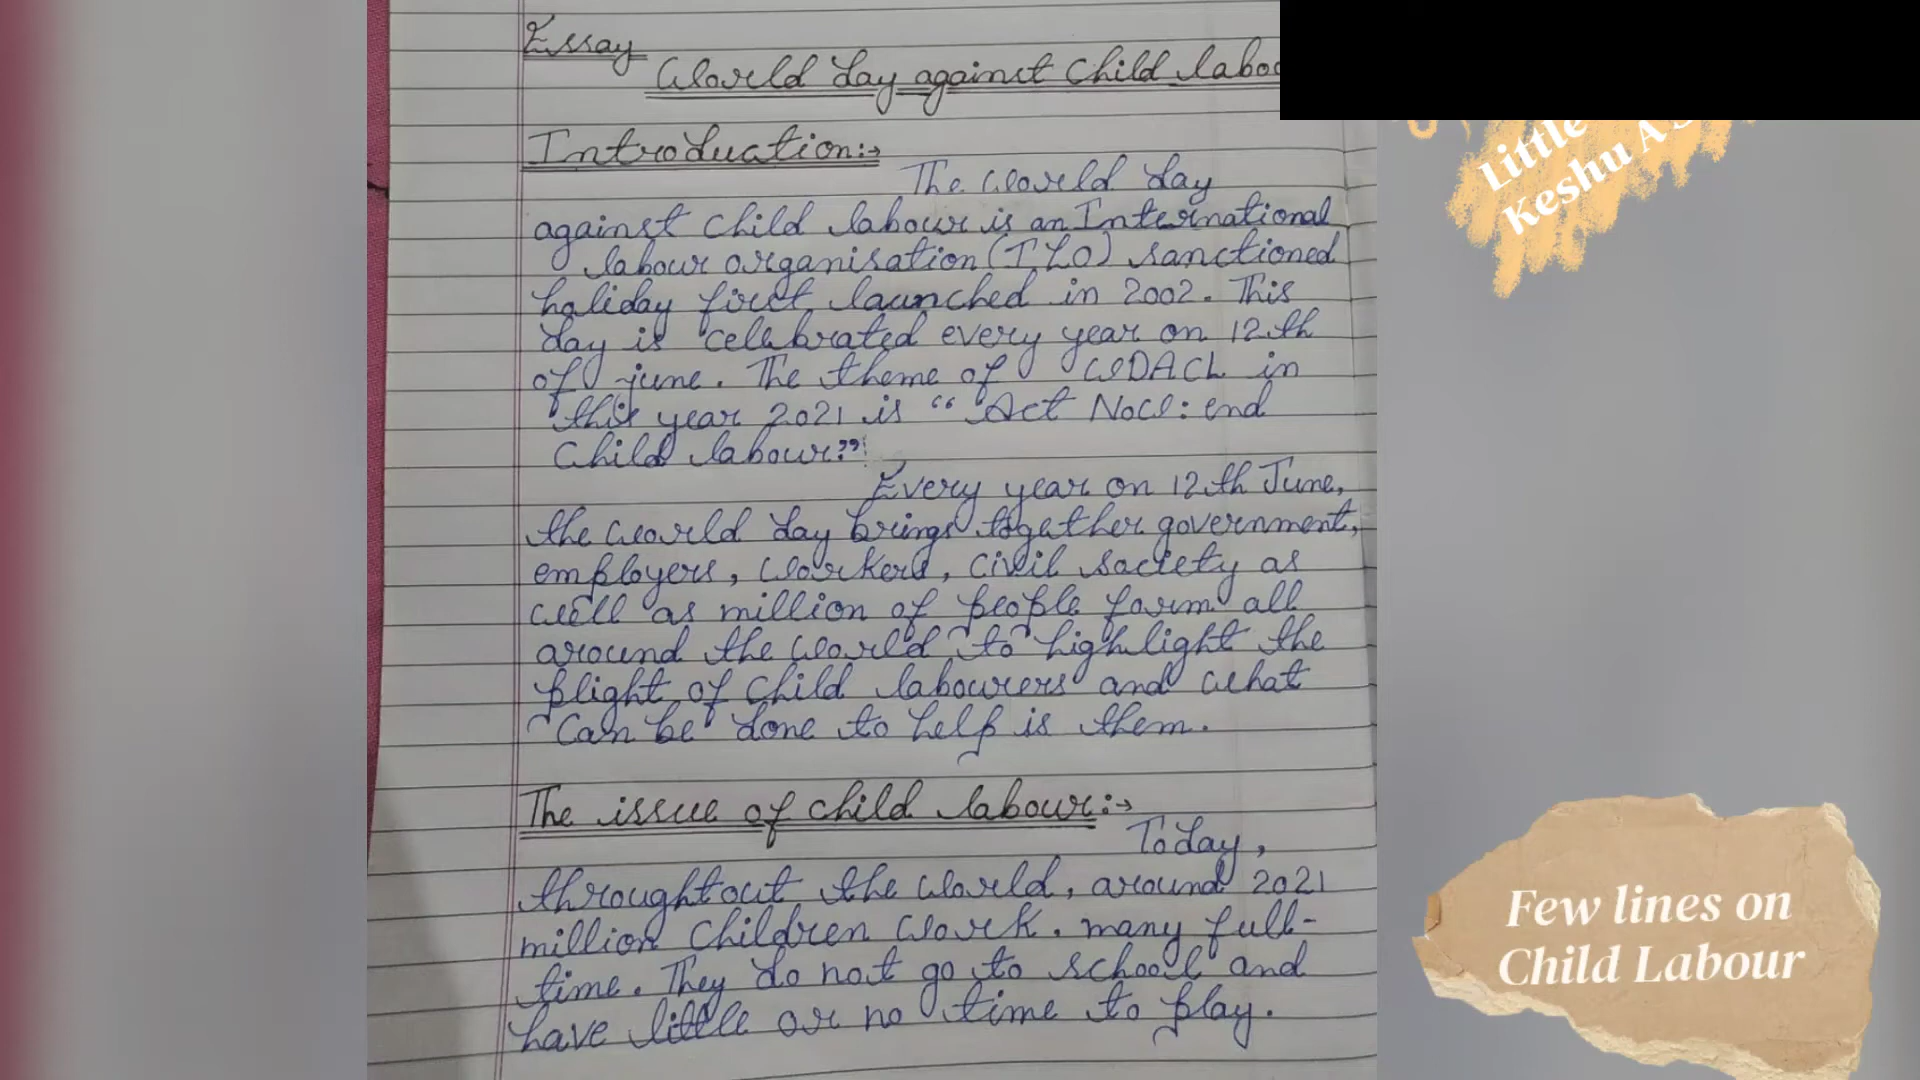 Essay
World Day against Child labo
Introduation:→
The World Day
against Child labour is an International
labour organisation (ILO) sanctioned
haliday first launched in 2002. This
day is celebrated every year on 12th
of june. The theme of WDACL in
this year 2021 is "Act Now: end
Child labour."
Every year on 12th June,
the world day brings together government,
employers, workers, civil society as
well as million of people form all
around the world to highlight the
plight of child labourers and what
Can be done to help is them.
The issue of child labour:→
Today,
throughtout the world, around 2021
million children work. many full-
time. They do not go to school and
have little or no time to play.
Little
Keshu A
Few lines on
Child Labour